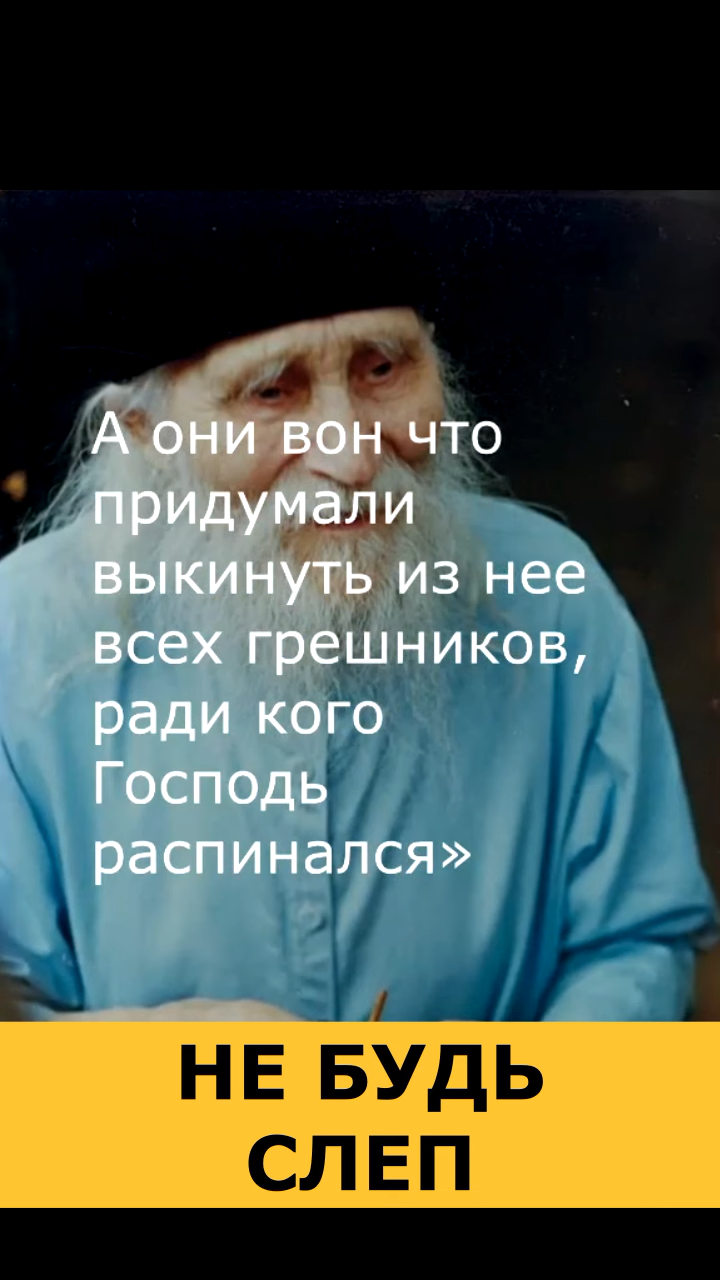 А они вон что
придумали
выкинуть из нее
всех грешников,
ради кого
Господь
распинался»
НЕ БУДЬ
СЛЕП